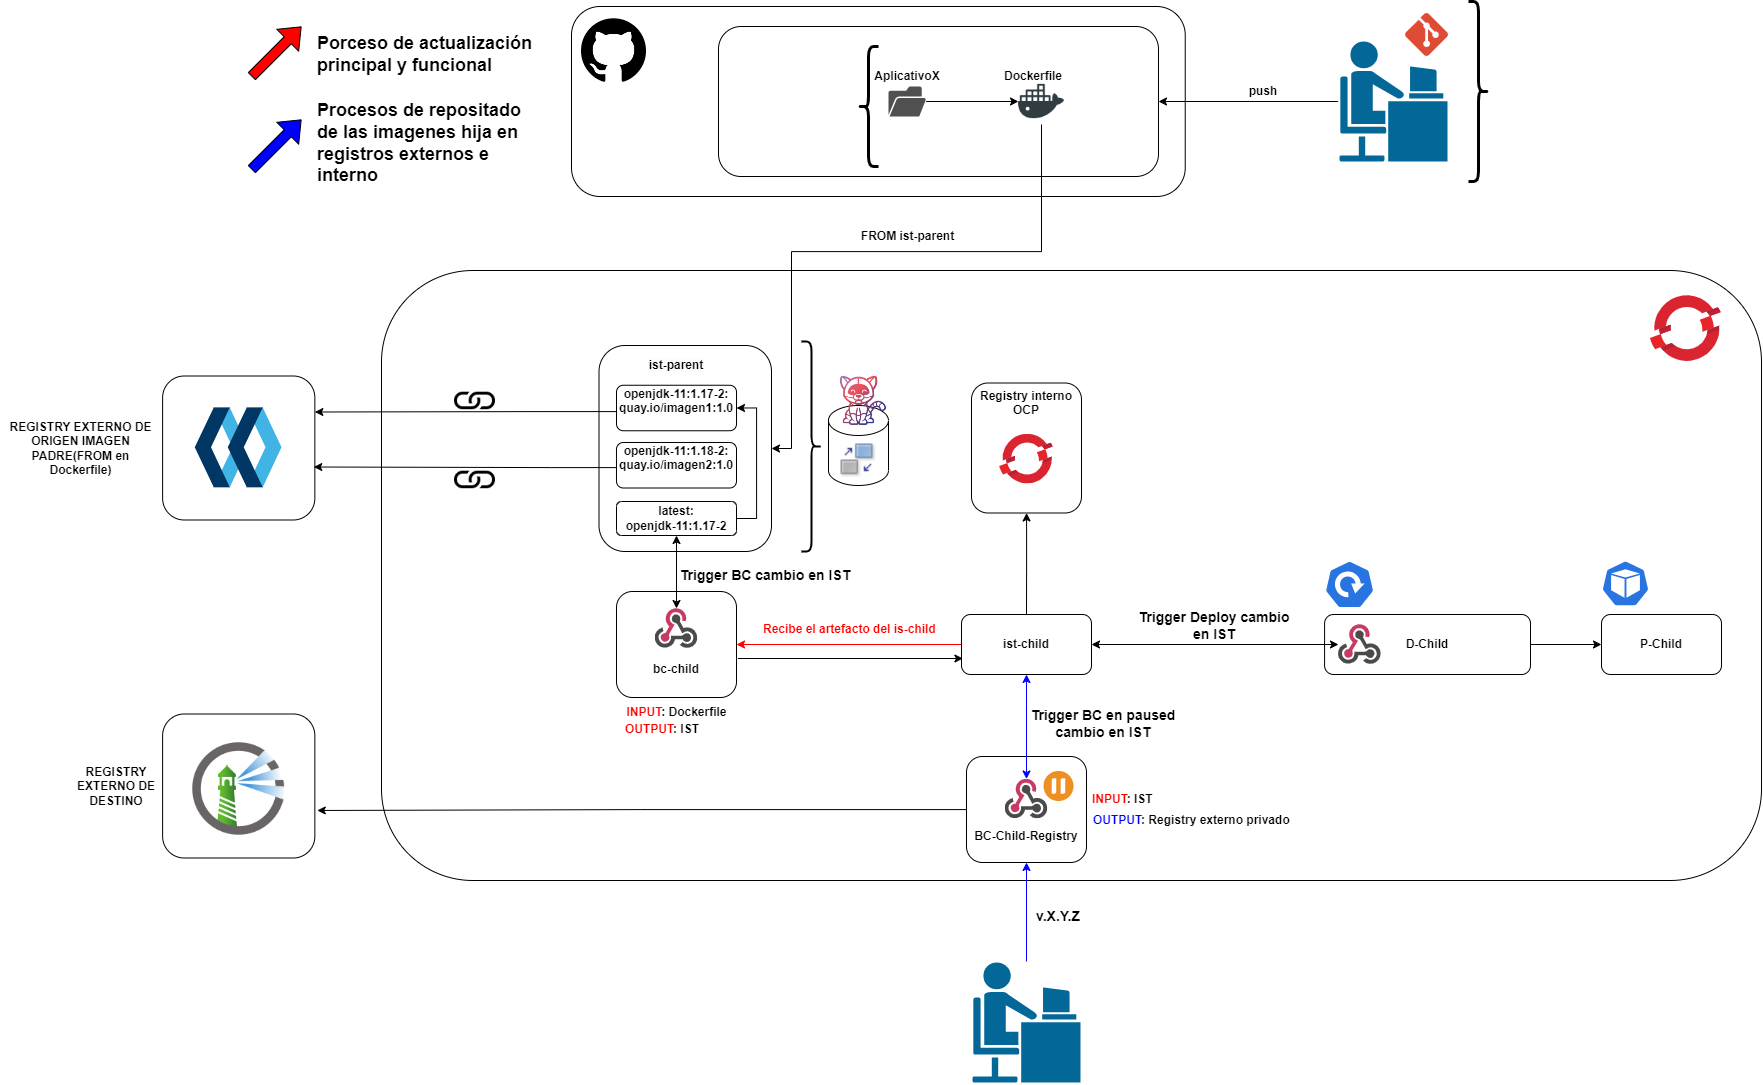 Porceso de actualización
principal y funcional
Procesos de repositado
de las imagenes hija en
registros externos e
interno
AplicativoX
Dockerfile
push
FROM ist-parent
ist-parent
openjdk-11:1.17-2:
quay.io/imagen1:1.0
openjdk-11:1.18-2:
quay.io/imagen2:1.0
latest:
openjdk-11:1.17-2
REGISTRY EXTERNO DE
ORIGEN IMAGEN
PADRE(FROM en
Dockerfile)
Registry interno
OCP
Trigger BC cambio en IST
bc-child
INPUT: Dockerfile
OUTPUT: IST
Recibe el artefacto del is-child
ist-child
Trigger Deploy cambio
en IST
D-Child
P-Child
Trigger BC en paused
cambio en IST
REGISTRY
EXTERNO DE
DESTINO
BC-Child-Registry
INPUT: IST
OUTPUT: Registry externo privado
v.X.Y.Z